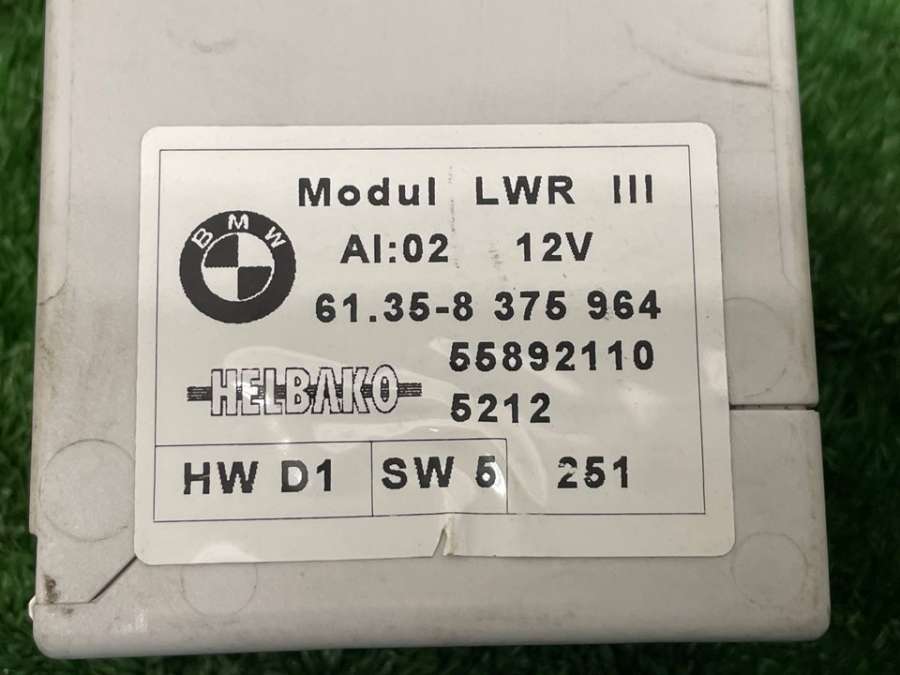 Modul LWR III
BMW
AI:02 12V
61.35-8 375 964
55892110
HELBAKO
5212
HW D1 SW 5 251